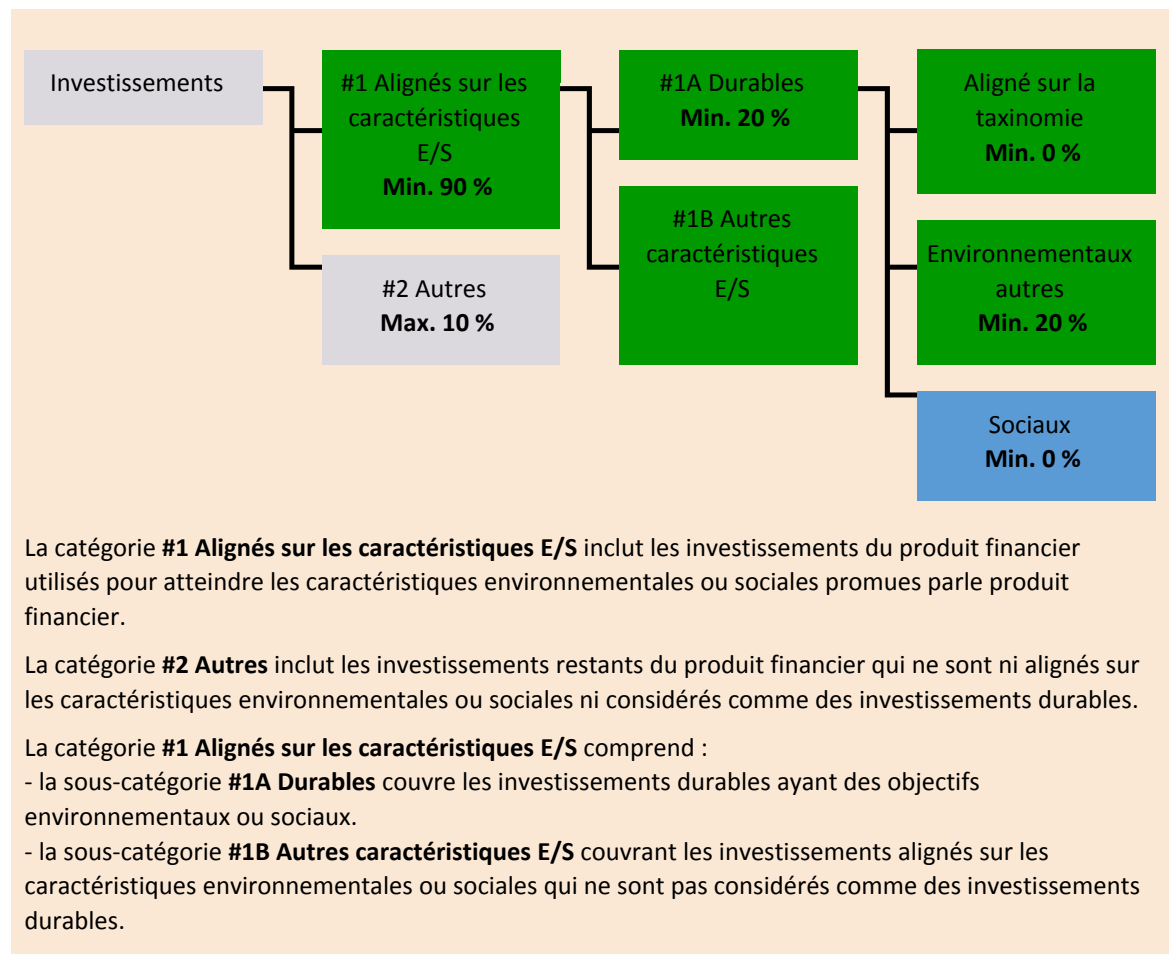 Investissements
#1 Alignés sur les
caractéristiques
E/S
Min. 90 %
#2 Autres
Max. 10 %
#1A Durables
Min. 20 %
#1B Autres
caractéristiques
E/S
Aligné sur la
taxinomie
Min. 0 %
Environnementaux
autres
Min. 20 %
Sociaux
Min. 0 %
La catégorie #1 Alignés sur les caractéristiques E/S inclut les investissements du produit financier
utilisés pour atteindre les caractéristiques environnementales ou sociales promues parle produit
financier.
La catégorie #2 Autres inclut les investissements restants du produit financier qui ne sont ni alignés sur
les caractéristiques environnementales ou sociales ni considérés comme des investissements durables.
La catégorie #1 Alignés sur les caractéristiques E/S comprend :
- la sous-catégorie #1A Durables couvre les investissements durables ayant des objectifs
environnementaux ou sociaux.
- la sous-catégorie #1B Autres caractéristiques E/S couvrant les investissements alignés sur les
caractéristiques environnementales ou sociales qui ne sont pas considérés comme des investissements
durables.